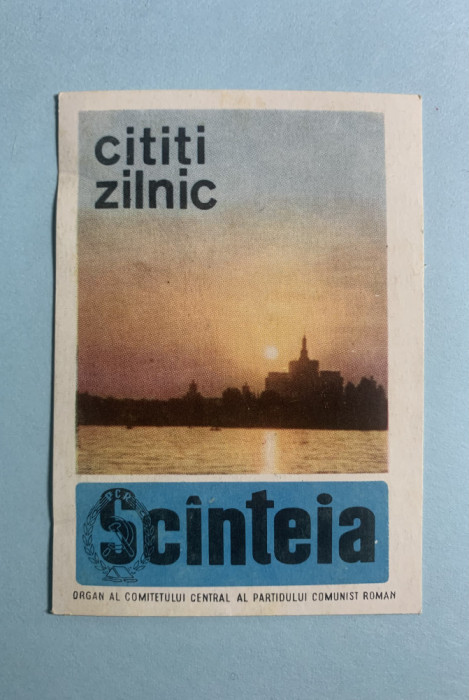 cititi
zilnic
PCR
Scînteia
ORGAN AL COMITETULUI CENTRAL AL PARTIDULUI COMUNIST ROMAN